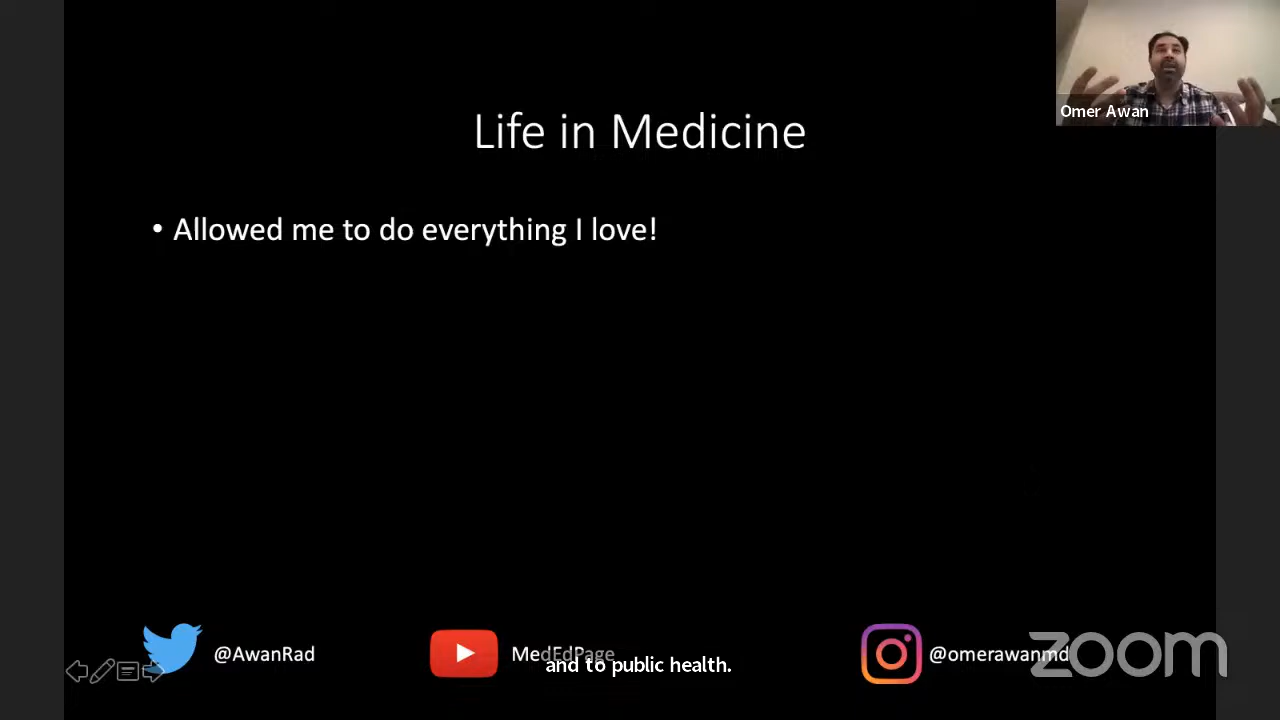 Omer Awan
Life in Medicine
• Allowed me to do everything I love!
@AwanRad
MedEdPage
@omerawanmd
and to public health.
zoom